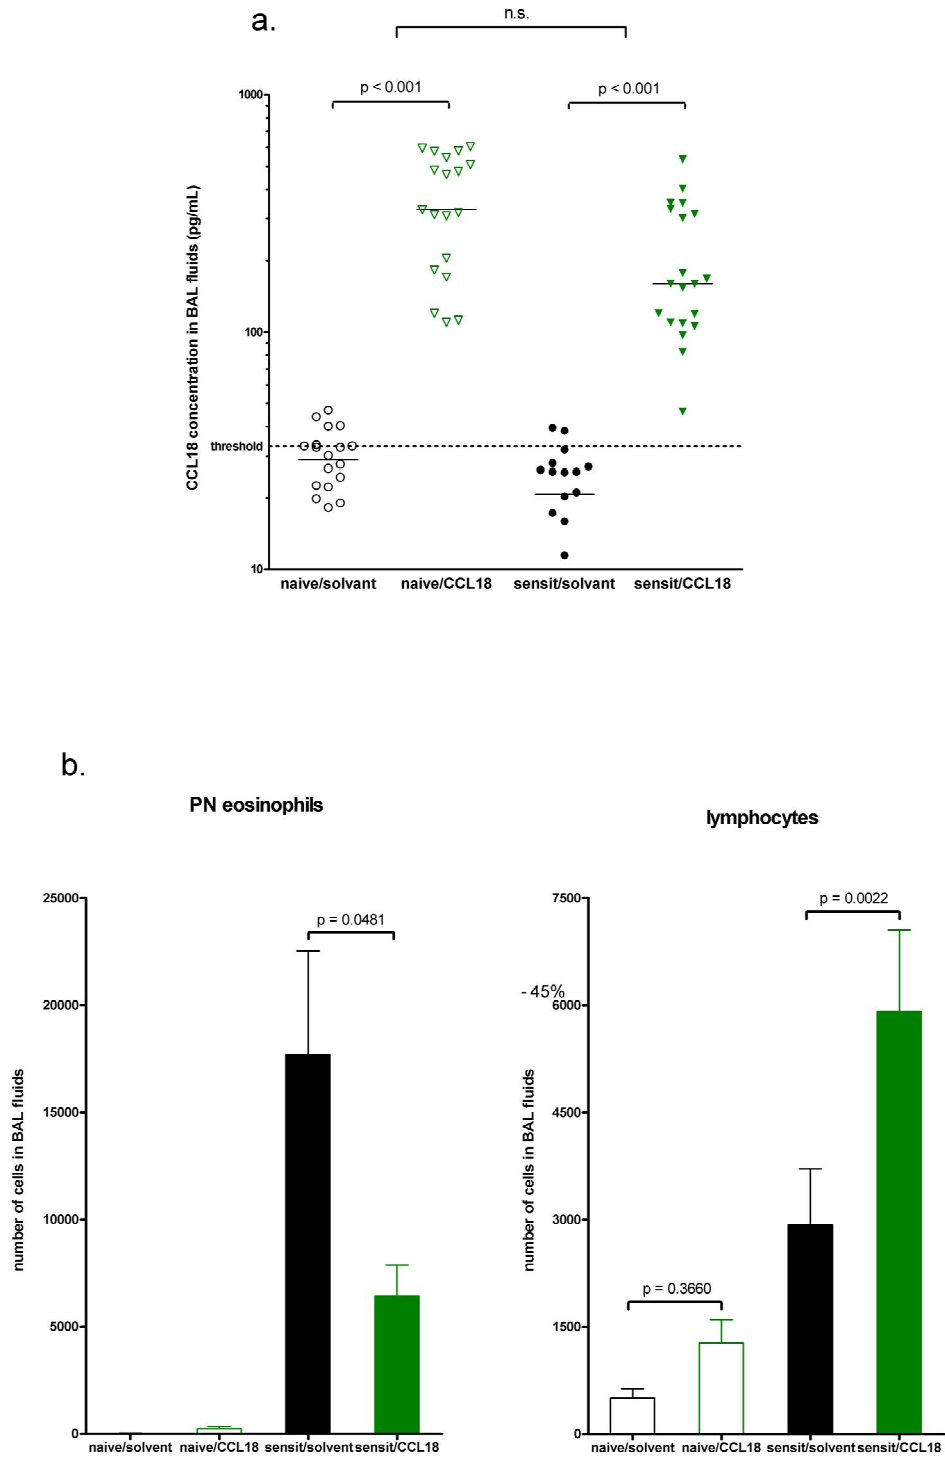 a.
n.s.
p < 0.001
p < 0.001
CCL18 concentration in BAL fluids (pg/mL)
1000
100
threshold
10
naive/solvant
naive/CCL18
sensit/solvant
sensit/CCL18
b.
PN eosinophils
number of cells in BAL fluids
25000
20000
15000
10000
5000
0
p = 0.0481
naive/solvent
naive/CCL18
sensit/solvent
sensit/CCL18
lymphocytes
- 45%
number of cells in BAL fluids
7500
6000
4500
3000
1500
0
p = 0.0022
p = 0.3660
naive/solvent
naive/CCL18
sensit/solvent
sensit/CCL18